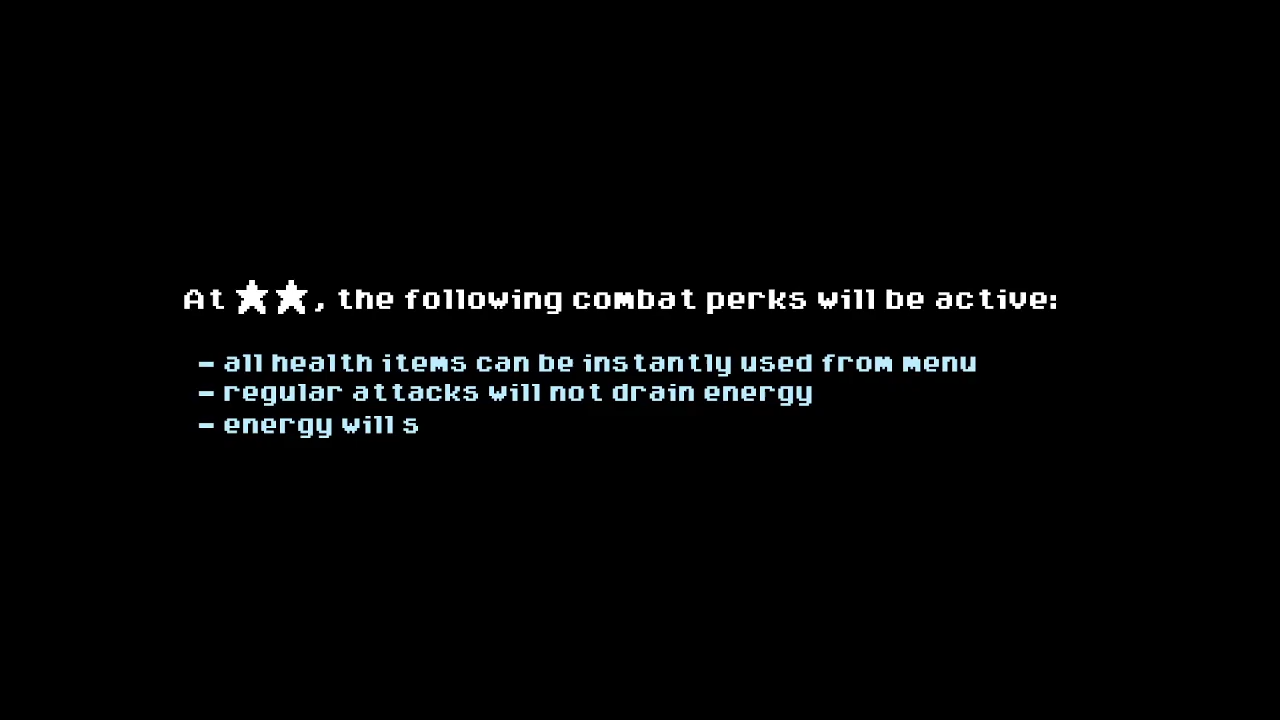 At ★★, the following combat perks will be active:
- all health items can be instantly used from menu
- regular attacks will not drain energy
- energy will s